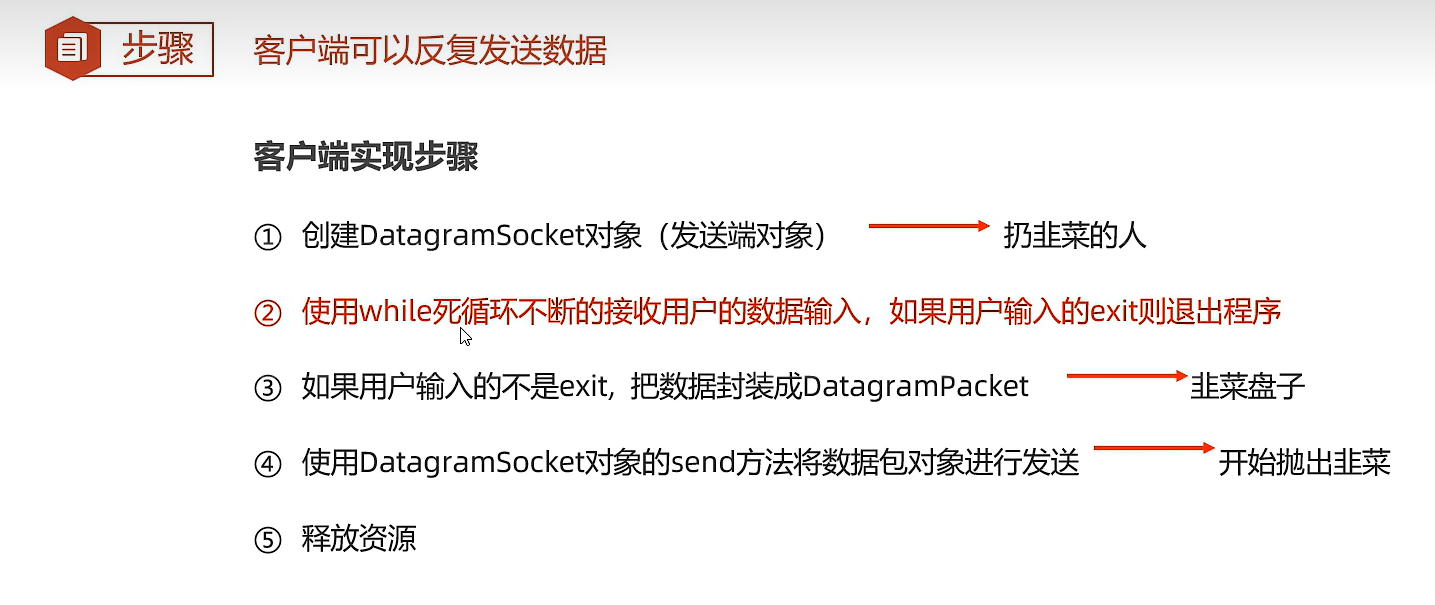 步骤 客户端可以反复发送数据
客户端实现步骤
① 创建DatagramSocket对象（发送端对象） 扔韭菜的人
② 使用while死循环不断的接收用户的数据输入，如果用户输入的exit则退出程序
③ 如果用户输入的不是exit, 把数据封装成DatagramPacket 韭菜盘子
④ 使用DatagramSocket对象的send方法将数据包对象进行发送 开始抛出韭菜
⑤ 释放资源